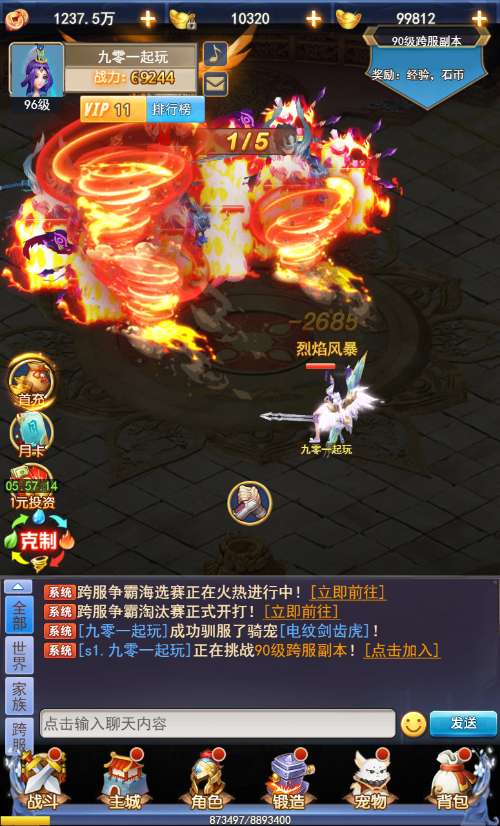 1237.5万
10320
99812
九零一起玩
战力: 69244
96级
VIP 11
排行榜
90级跨服副本
奖励：经验，石币
1/5
-2685
烈焰风暴
九零一起玩
首充
月卡
05.57.14
1元投资
克制
全部
世界
家族
跨服
系统 跨服争霸海选赛正在火热进行中！[立即前往]
系统 跨服争霸淘汰赛正式开打！[立即前往]
系统 [九零一起玩]成功驯服了骑宠[电纹剑齿虎]！
系统 [s1.九零一起玩]正在挑战90级跨服副本！[点击加入]
点击输入聊天内容
发送
战斗
主城
角色
锻造
宠物
背包
873497/8893400